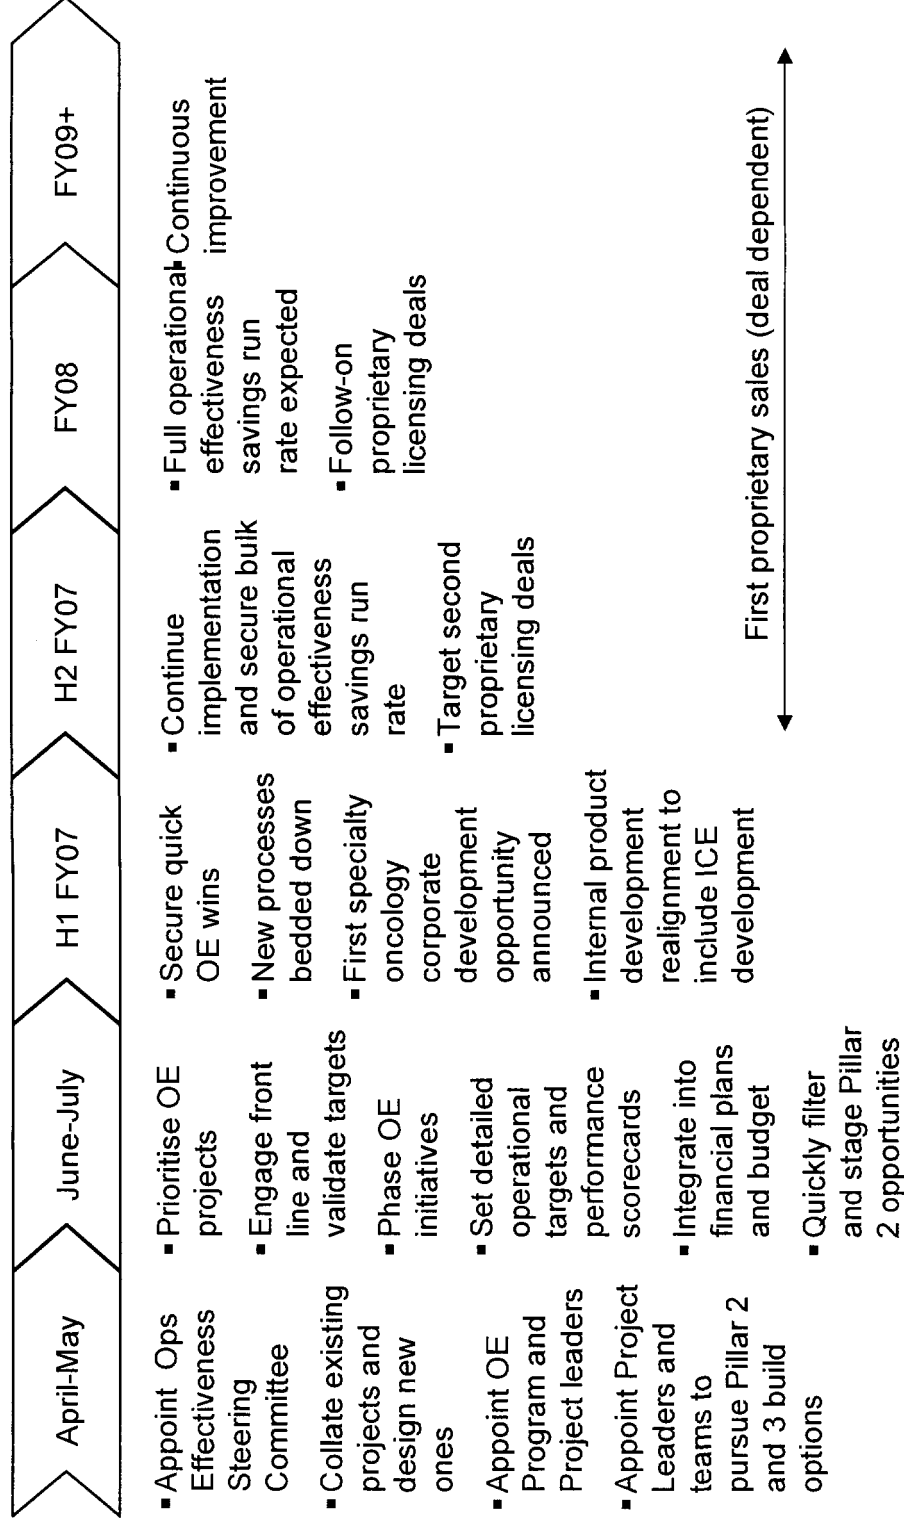 April-May
June-July
H1 FY07
H2 FY07
FY08
FY09+
▪ Appoint Ops
Effectiveness
Steering
Committee
▪ Collate existing
projects and
design new
ones
▪ Appoint OE
Program and
Project leaders
▪ Appoint Project
Leaders and
teams to
pursue Pillar 2
and 3 build
options
▪ Prioritise OE
projects
▪ Engage front
line and
validate targets
▪ Phase OE
initiatives
▪ Set detailed
operational
targets and
performance
scorecards
▪ Integrate into
financial plans
and budget
▪ Quickly filter
and stage Pillar
2 opportunities
▪ Secure quick
OE wins
▪ New processes
bedded down
▪ First specialty
oncology
corporate
development
opportunity
announced
▪ Internal product
development
realignment to
include ICE
development
▪ Continue
implementation
and secure bulk
of operational
effectiveness
savings run
rate
▪ Target second
proprietary
licensing deals
▪ Full operational
effectiveness
savings run
rate expected
▪ Follow-on
proprietary
licensing deals
▪ Continuous
improvement
First proprietary sales (deal dependent)